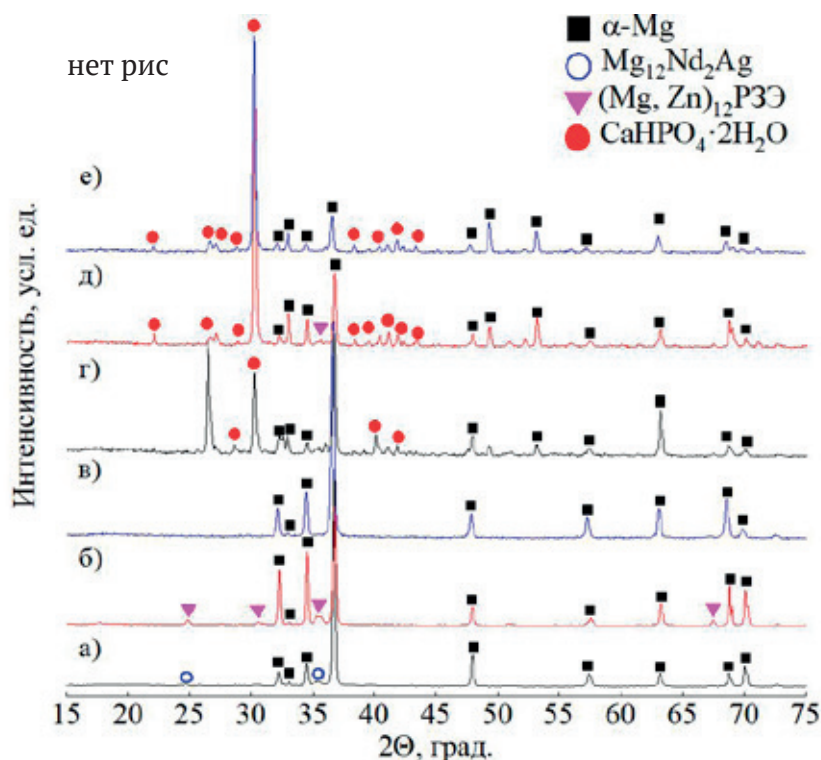 нет рис
α-Mg
Mg₁₂Nd₂Ag
(Mg, Zn)₁₂РЗЭ
CaHPO₄·2H₂O
е)
д)
г)
в)
б)
а)
Интенсивность, усл. ед.
15 20 25 30 35 40 45 50 55 60 65 70 75
2Θ, град.